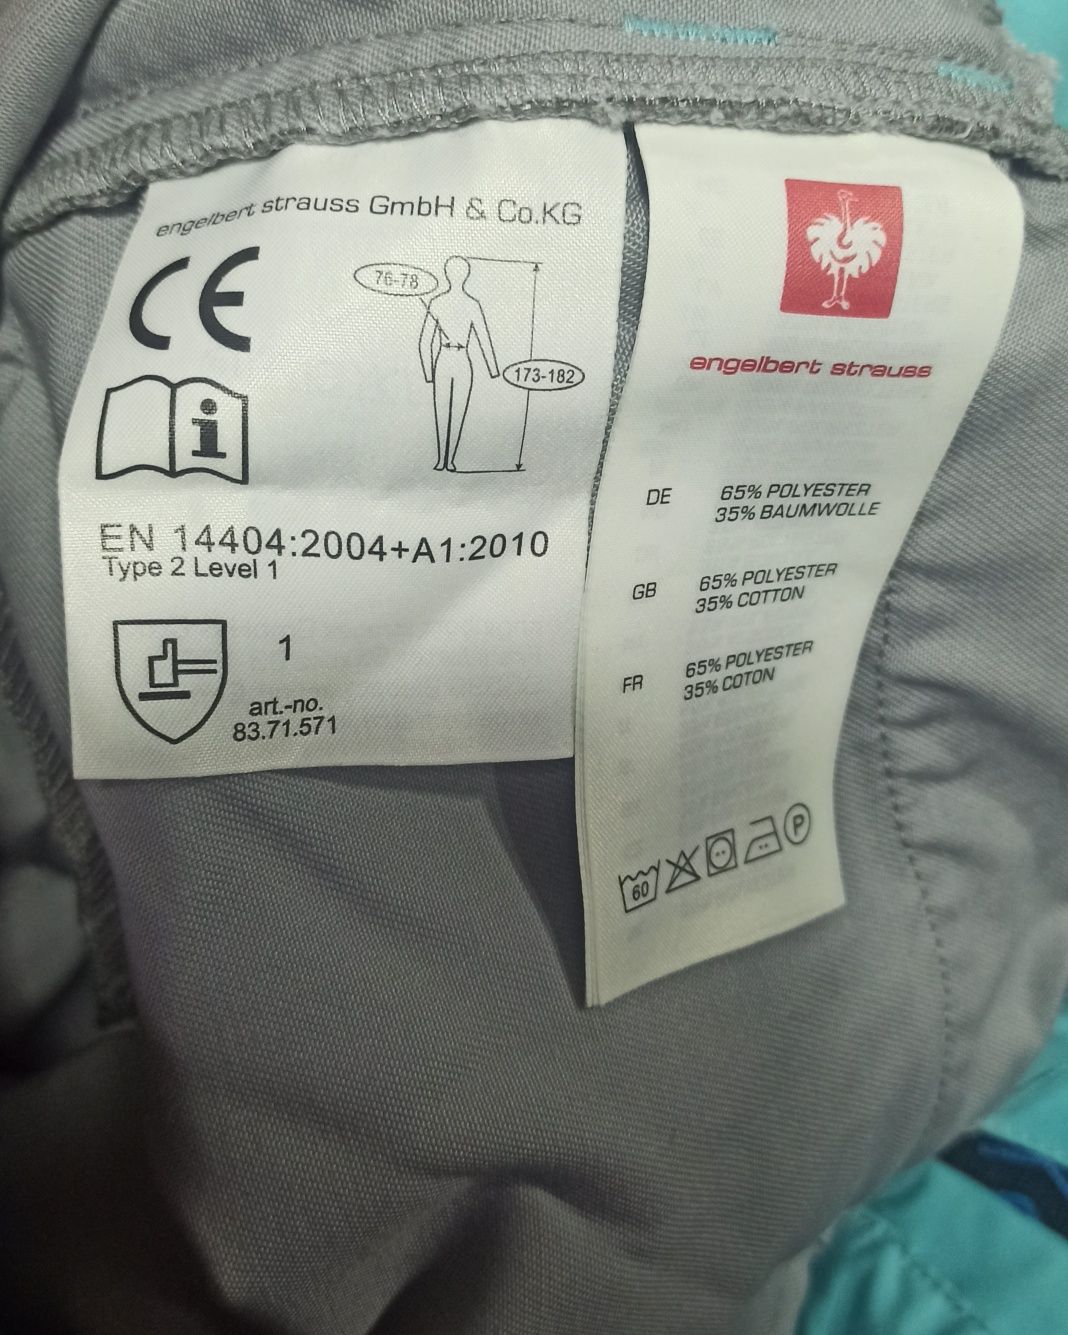 engelbert strauss GmbH & Co.KG
CE
76-78
173-182
i
EN 14404:2004+A1:2010
Type 2 Level 1
1
art.-no.
83.71.571
engelbert strauss
DE 65% POLYESTER
35% BAUMWOLLE
GB 65% POLYESTER
35% COTTON
FR 65% POLYESTER
35% COTON
60
P